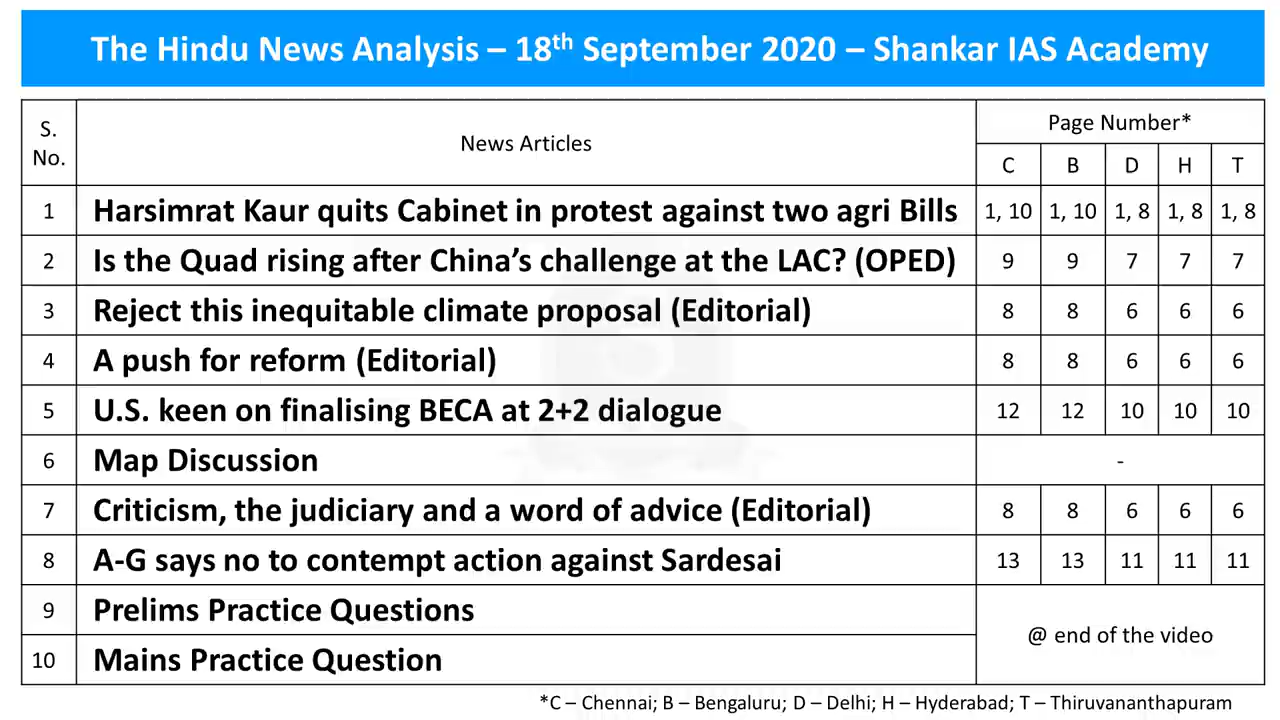 The Hindu News Analysis – 18th September 2020 – Shankar IAS Academy
S. No. News Articles Page Number*
C B D H T
1 Harsimrat Kaur quits Cabinet in protest against two agri Bills 1, 10 1, 10 1, 8 1, 8 1, 8
2 Is the Quad rising after China’s challenge at the LAC? (OPED) 9 9 7 7 7
3 Reject this inequitable climate proposal (Editorial) 8 8 6 6 6
4 A push for reform (Editorial) 8 8 6 6 6
5 U.S. keen on finalising BECA at 2+2 dialogue 12 12 10 10 10
6 Map Discussion -
7 Criticism, the judiciary and a word of advice (Editorial) 8 8 6 6 6
8 A-G says no to contempt action against Sardesai 13 13 11 11 11
9 Prelims Practice Questions @ end of the video
10 Mains Practice Question
*C – Chennai; B – Bengaluru; D – Delhi; H – Hyderabad; T – Thiruvananthapuram